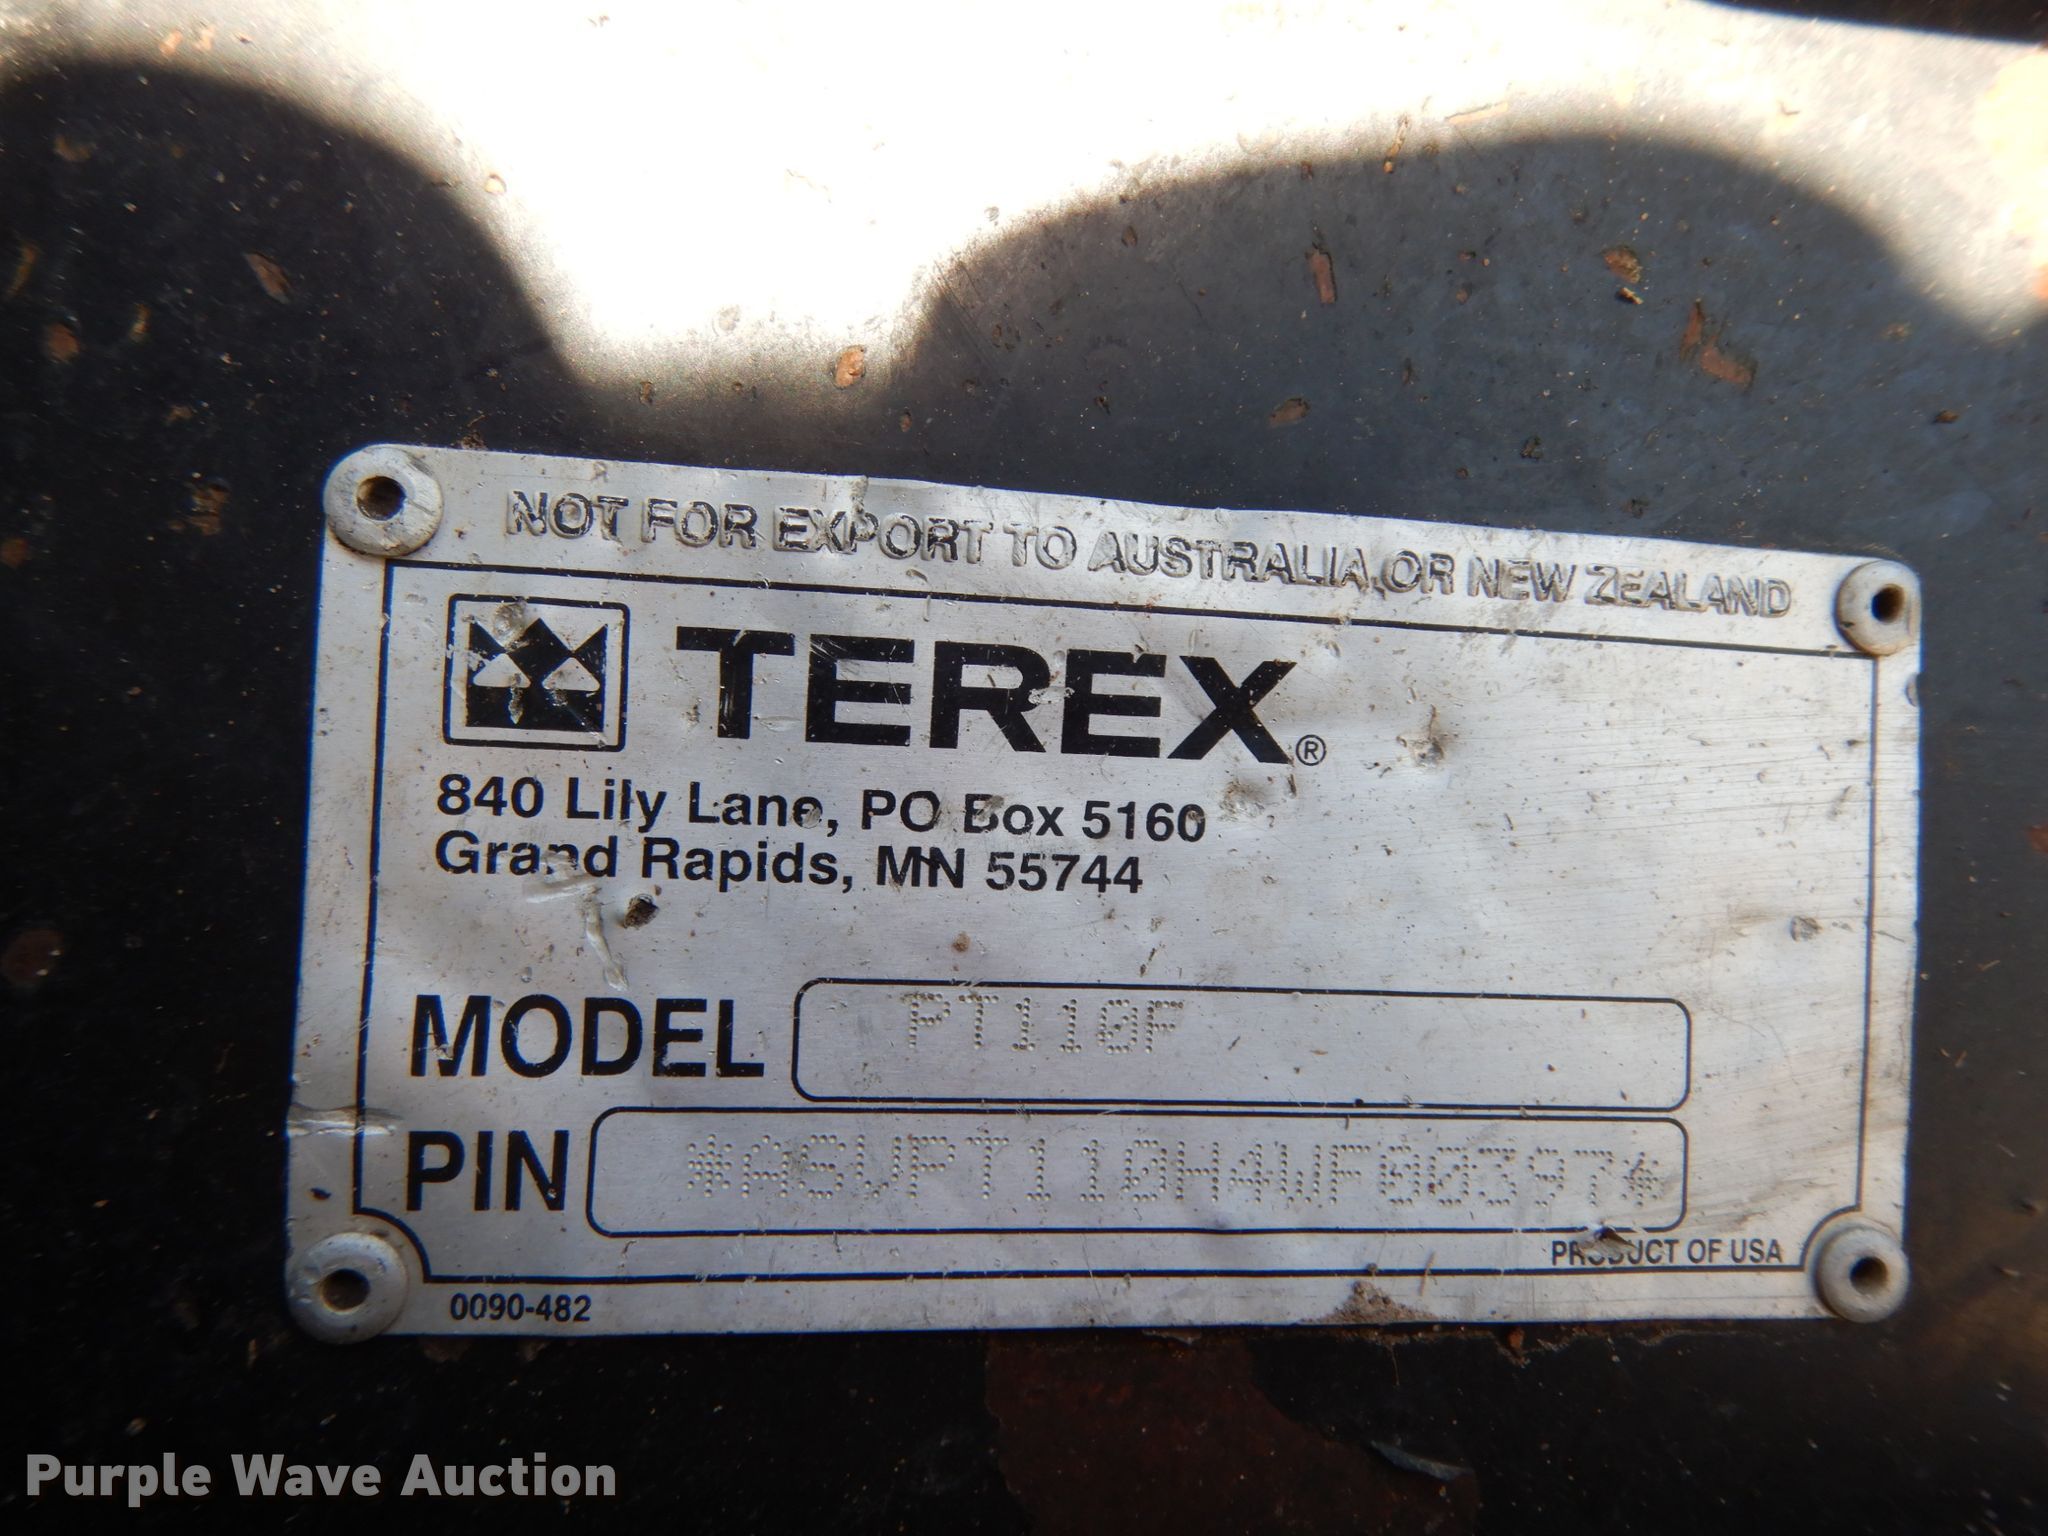 NOT FOR EXPORT TO AUSTRALIA OR NEW ZEALAND
TEREX®
840 Lily Lane, PO Box 5160
Grand Rapids, MN 55744
MODEL PT110F
PIN *ASVPT110H4WF00397*
PRODUCT OF USA
0090-482
Purple Wave Auction